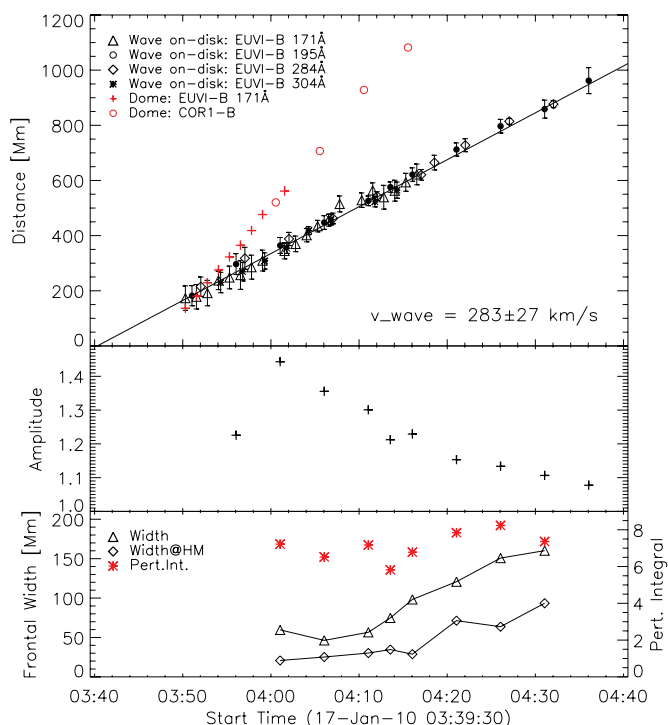 1200
1000
800
600
400
200
0
Distance [Mm]
Wave on-disk: EUVI-B 171Å
Wave on-disk: EUVI-B 195Å
Wave on-disk: EUVI-B 284Å
Wave on-disk: EUVI-B 304Å
Dome: EUVI-B 171Å
Dome: COR1-B
v_wave = 283±27 km/s
1.4
1.3
1.2
1.1
1.0
Amplitude
200
150
100
50
0
Frontal Width [Mm]
Width
Width@HM
Pert.Int.
8
6
4
2
0
Pert. Integral
03:40 03:50 04:00 04:10 04:20 04:30 04:40
Start Time (17-Jan-10 03:39:30)